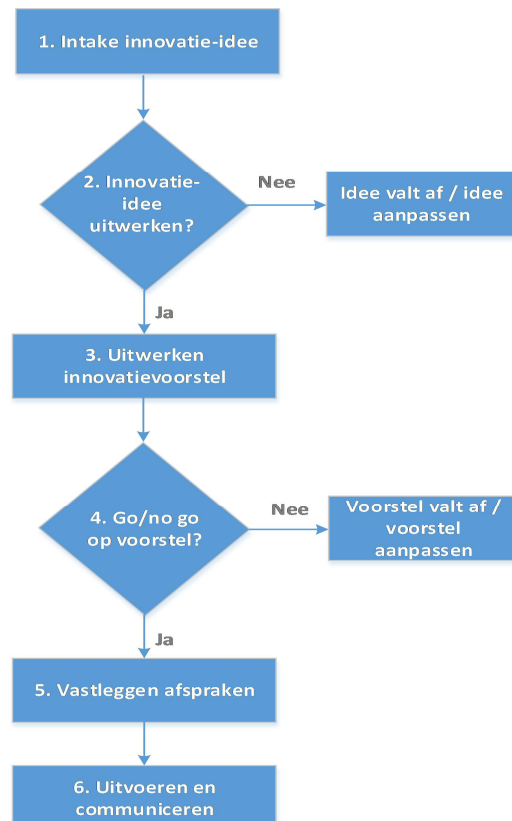 1. Intake innovatie-idee
2. Innovatie-
idee
uitwerken?
Nee
Idee valt af / idee
aanpassen
Ja
3. Uitwerken
innovatievoorstel
4. Go/no go
op voorstel?
Nee
Voorstel valt af /
voorstel
aanpassen
Ja
5. Vastleggen afspraken
6. Uitvoeren en
communiceren